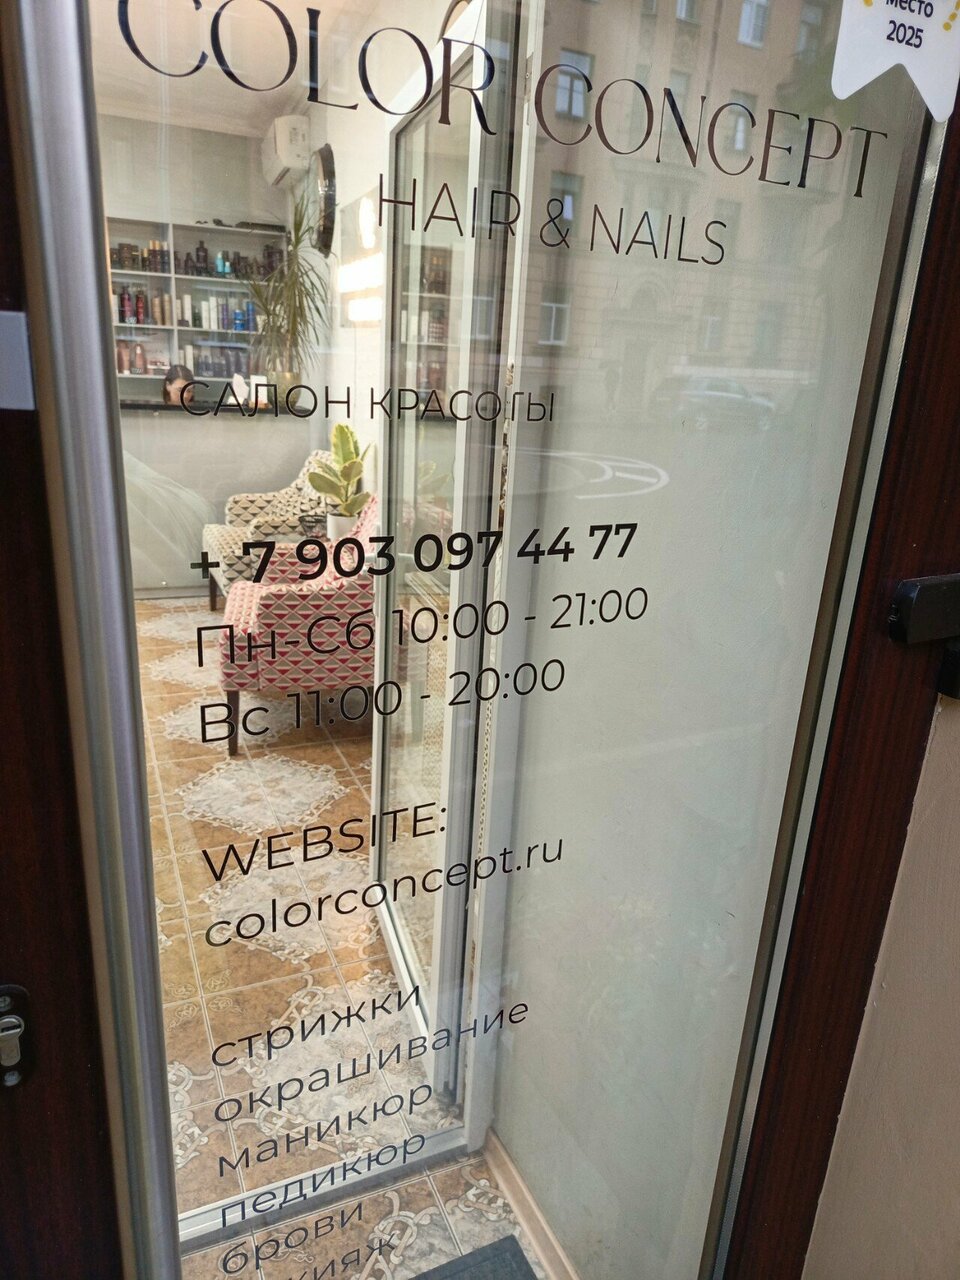 место
2025
COLOR CONCEPT
HAIR & NAILS
САЛОН КРАСОТЫ
+ 7 903 097 44 77
Пн-Сб 10:00 - 21:00
Вс 11:00 - 20:00
WEBSITE:
colorconcept.ru
стрижки
окрашивание
маникюр
педикюр
брови